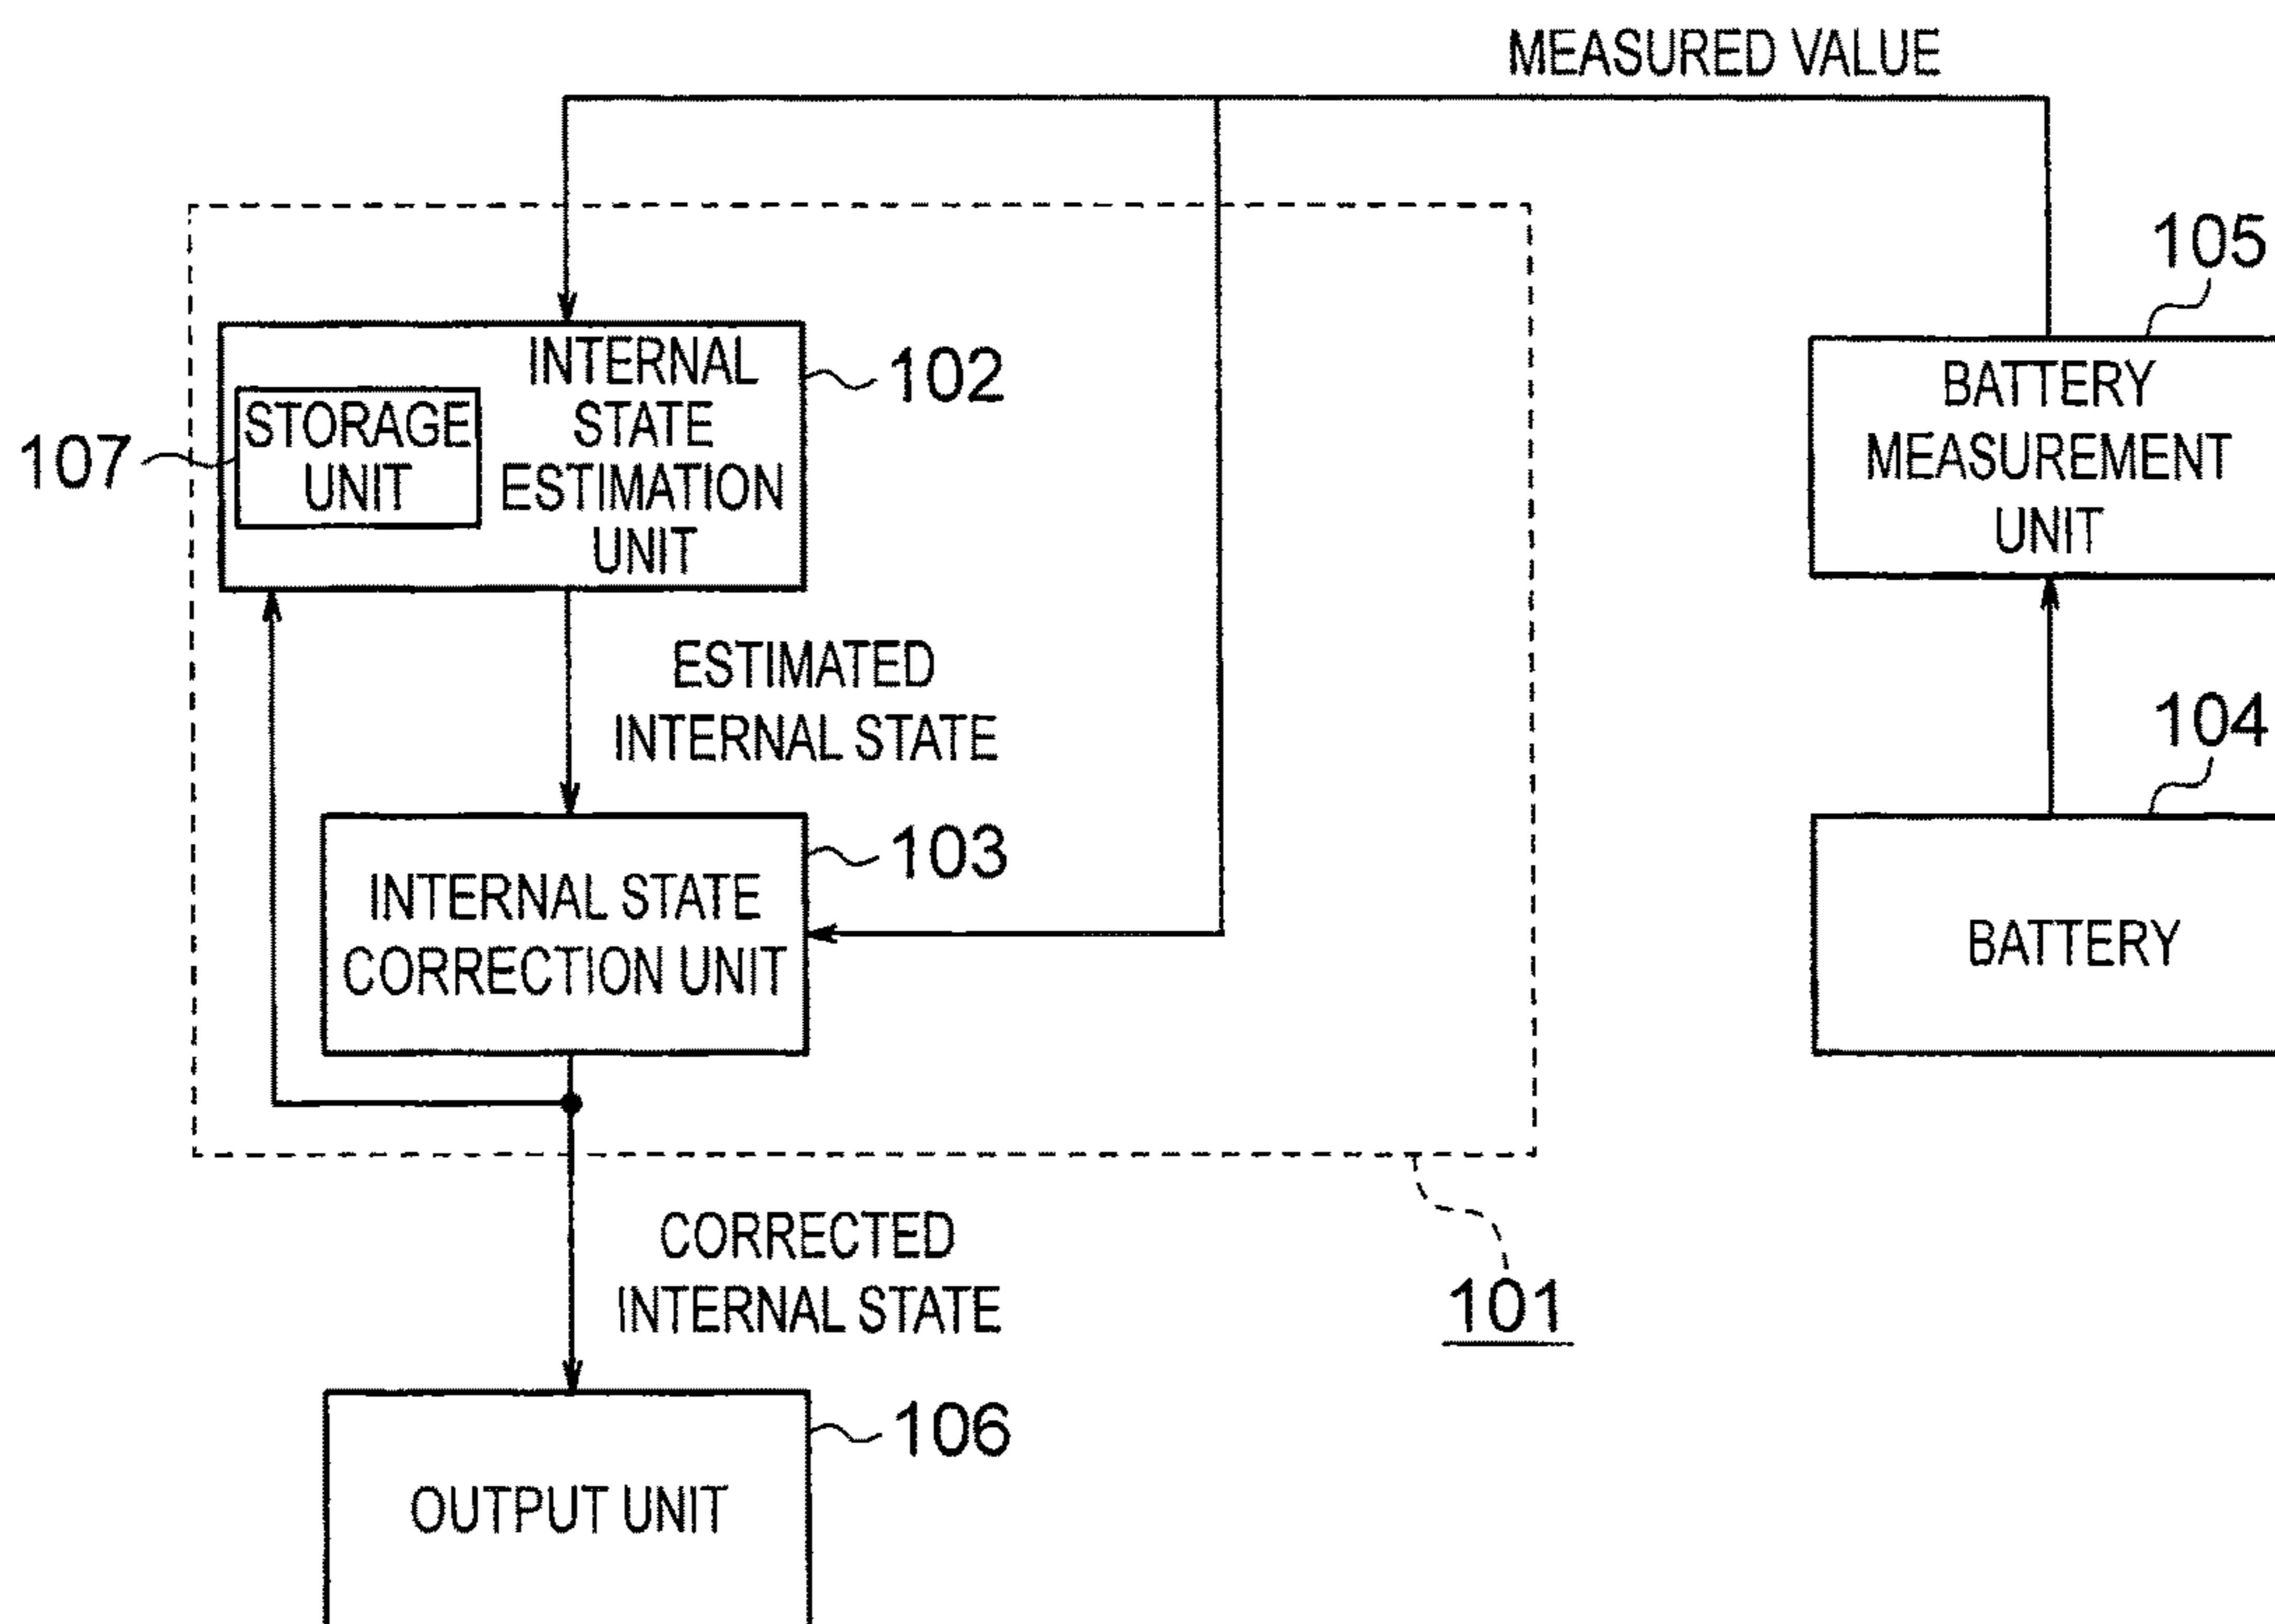 MEASURED VALUE
105
INTERNAL
STATE
ESTIMATION
UNIT
102
STORAGE
UNIT
107
BATTERY
MEASUREMENT
UNIT
ESTIMATED
INTERNAL STATE
104
103
INTERNAL STATE
CORRECTION UNIT
BATTERY
CORRECTED
INTERNAL STATE
101
106
OUTPUT UNIT